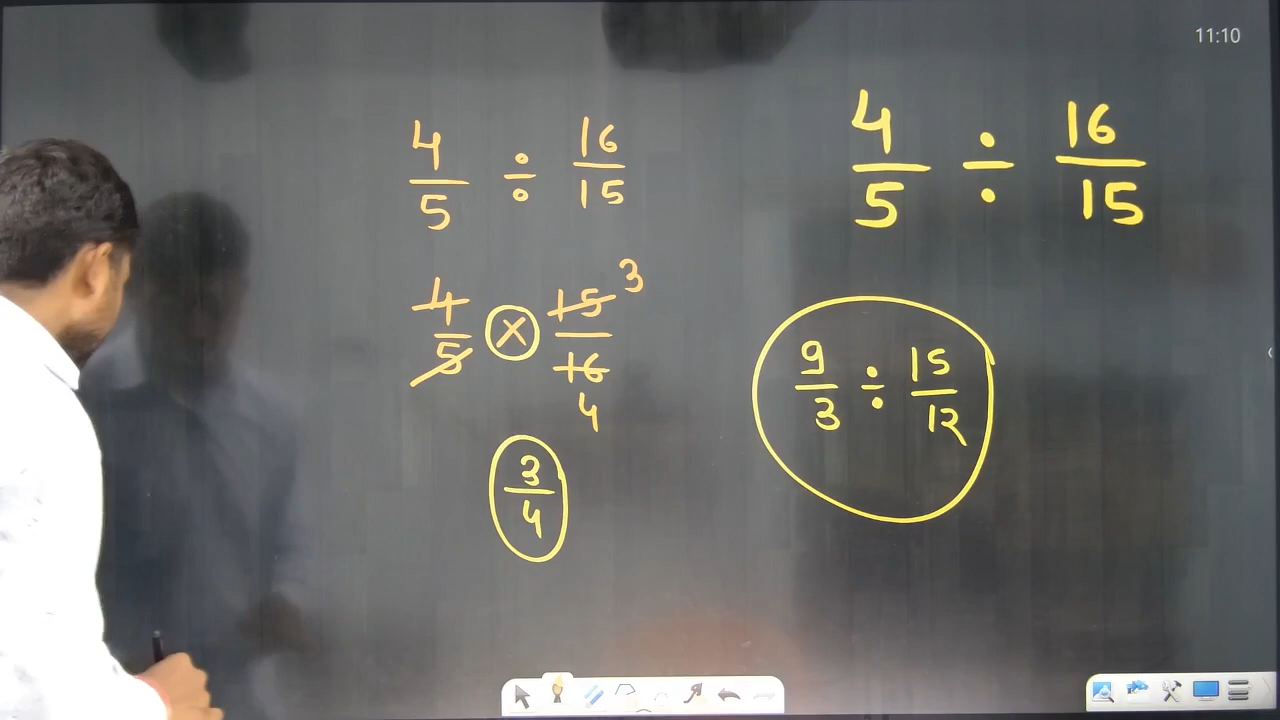 11:10
4/5 ÷ 16/15
4/5 × 15/16 3 4
3/4
4/5 ÷ 16/15
9/3 ÷ 15/12